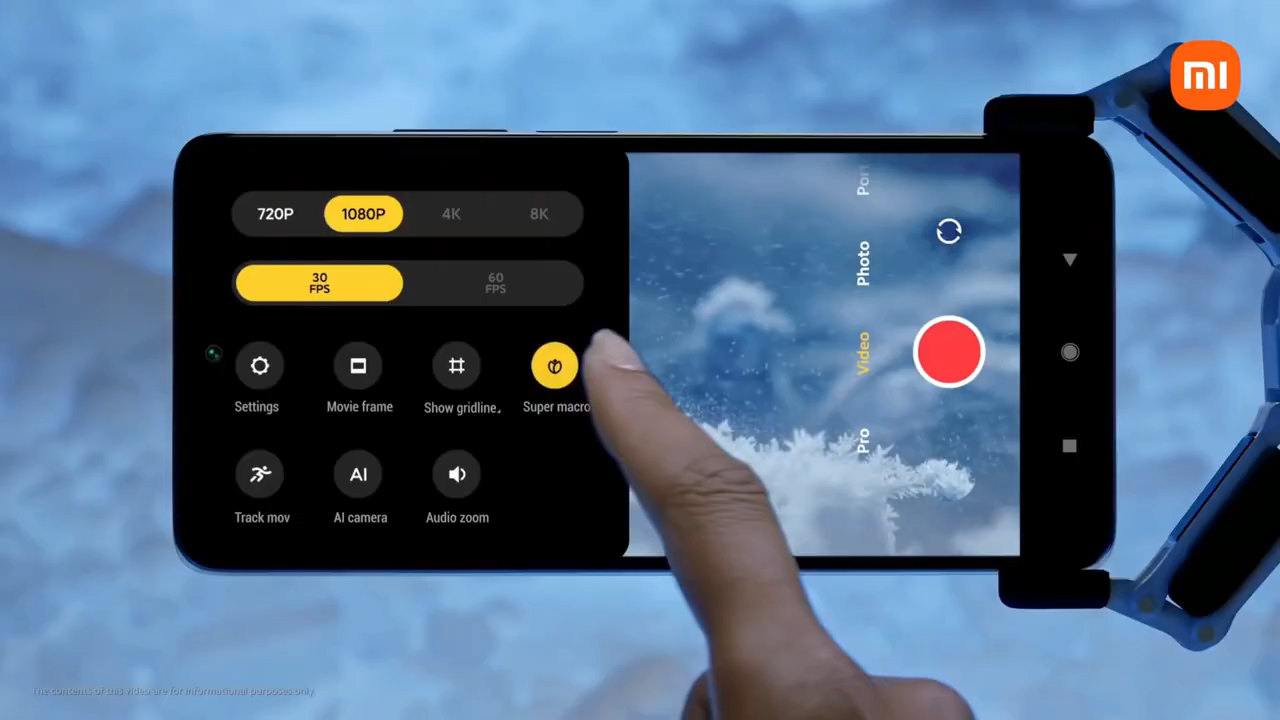 mi
720P 1080P 4K 8K
30 FPS 60 FPS
Settings Movie frame Show gridline. Super macro
Track mov AI camera Audio zoom
Por
Photo
Video
Pro
The contents of this video are for informational purposes only.